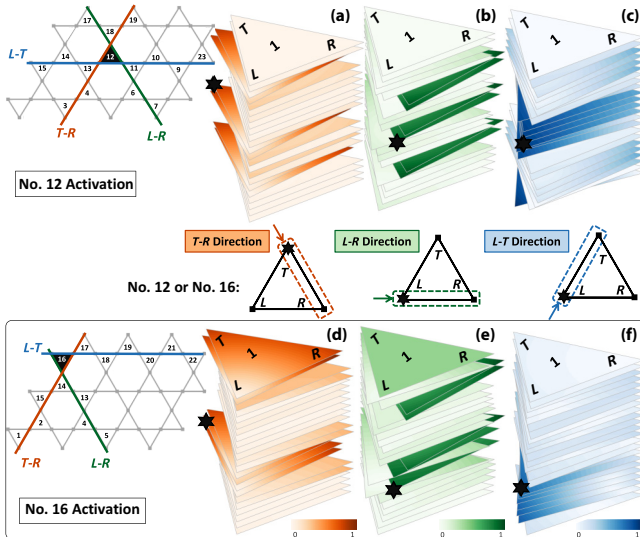 (a) (b) (c)
17 19
18
L-T 12
15 14 13 11 10 9 23
3 4 6 7
T-R L-R
No. 12 Activation
T 1 R L
T 1 R L
T 1 R L
T-R Direction
L-R Direction
L-T Direction
No. 12 or No. 16:
T
L R
T
L R
T
L R
(d) (e) (f)
17
L-T 16 18 19 20 21 22
14
15 13
1 2 4 5
T-R L-R
No. 16 Activation
T 1 R L
T 1 R L
T 1 R L
0 1
0 1
0 1